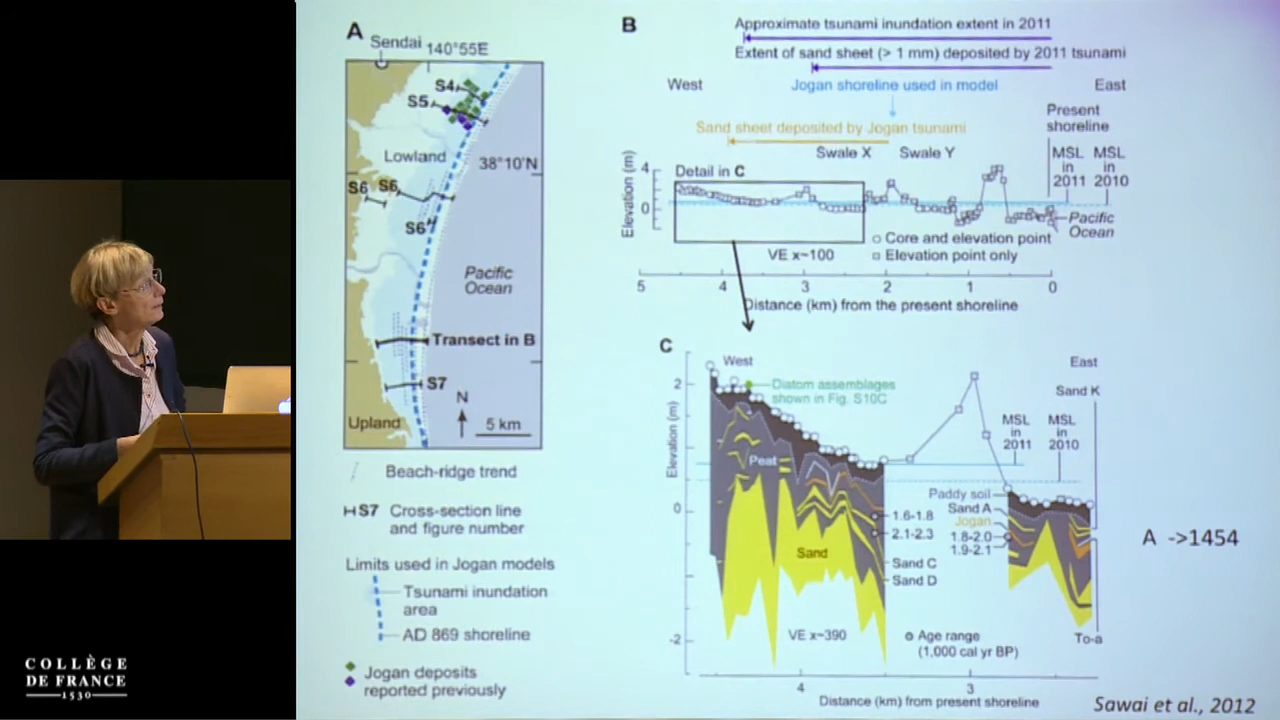 A
Sendai 140°55'E
S4
S5
Lowland
38°10'N
S6 S6
S6
Pacific
Ocean
Transect in B
S7
N
Upland
5 km
Beach-ridge trend
S7 Cross-section line
and figure number
Limits used in Jogan models
Tsunami inundation
area
AD 869 shoreline
Jogan deposits
reported previously
B
Approximate tsunami inundation extent in 2011
Extent of sand sheet (> 1 mm) deposited by 2011 tsunami
West
Jogan shoreline used in model
East
Present
shoreline
Sand sheet deposited by Jogan tsunami
Swale X
Swale Y
MSL
in
2011
MSL
in
2010
Detail in C
Elevation (m)
4
0
Pacific
Ocean
Core and elevation point
VE x~100
Elevation point only
5 4 3 2 1 0
Distance (km) from the present shoreline
C
West
East
Diatom assemblages
shown in Fig. S10C
Sand K
MSL
in
2011
MSL
in
2010
Elevation (m)
2
0
-2
Peat
Sand
Paddy soil
Sand A
Jogan
1.8-2.0
1.9-2.1
1.6-1.8
2.1-2.3
Sand C
Sand D
VE x~390
Age range
(1,000 cal yr BP)
To-a
4 3
Distance (km) from present shoreline
A ->1454
Sawai et al., 2012
COLLÈGE
DE FRANCE
1530